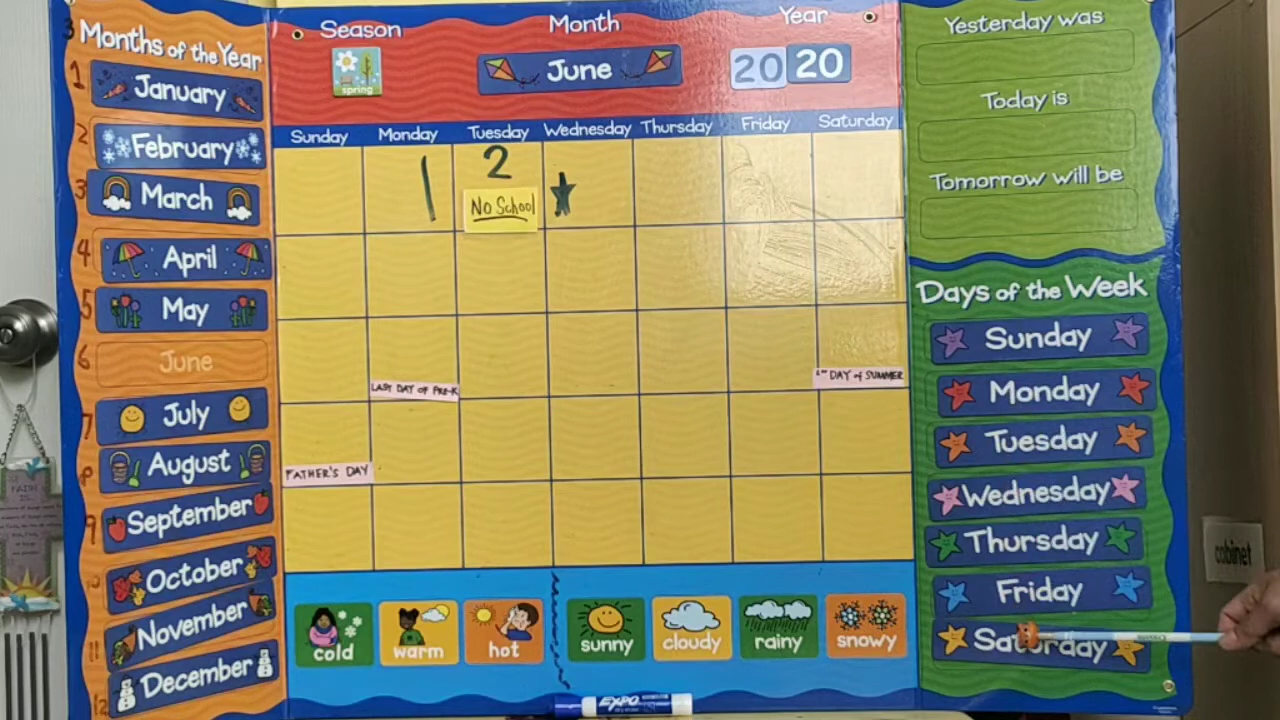 Months of the Year
1 January
2 February
3 March
4 April
5 May
6 June
7 July
8 August
9 September
10 October
11 November
12 December
Season Month Year
spring June 20 20
Sunday Monday Tuesday Wednesday Thursday Friday Saturday
1 2
No School
LAST DAY OF PRE-K
1ST DAY of SUMMER
FATHER'S DAY
cold warm hot sunny cloudy rainy snowy
EXPO
Yesterday was
Today is
Tomorrow will be
Days of the Week
Sunday
Monday
Tuesday
Wednesday
Thursday
Friday
Saturday
cabinet
FAITH